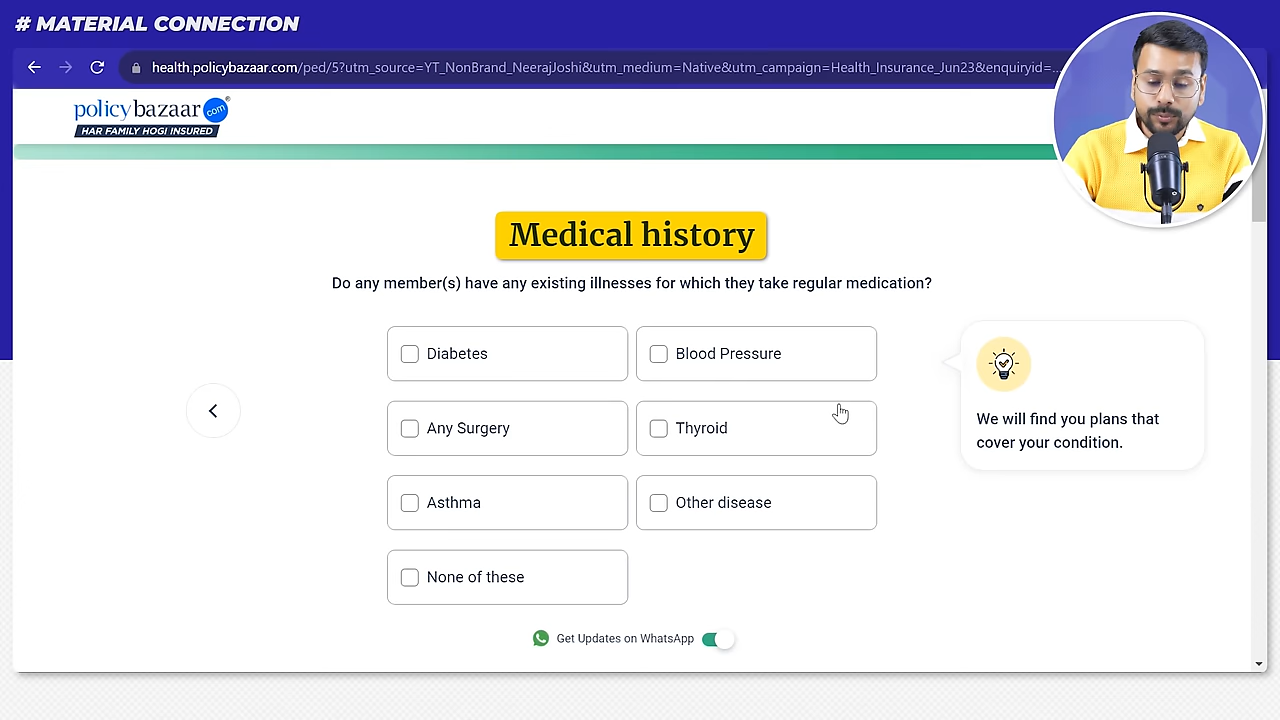 # MATERIAL CONNECTION
health.policybazaar.com/ped/5?utm_source=YT_NonBrand_NeerajJoshi&utm_medium=Native&utm_campaign=Health_Insurance_Jun23&enquiryid=...
policybazaar.com®
HAR FAMILY HOGI INSURED
Medical history
Do any member(s) have any existing illnesses for which they take regular medication?
Diabetes
Blood Pressure
Any Surgery
Thyroid
We will find you plans that
cover your condition.
Asthma
Other disease
None of these
Get Updates on WhatsApp